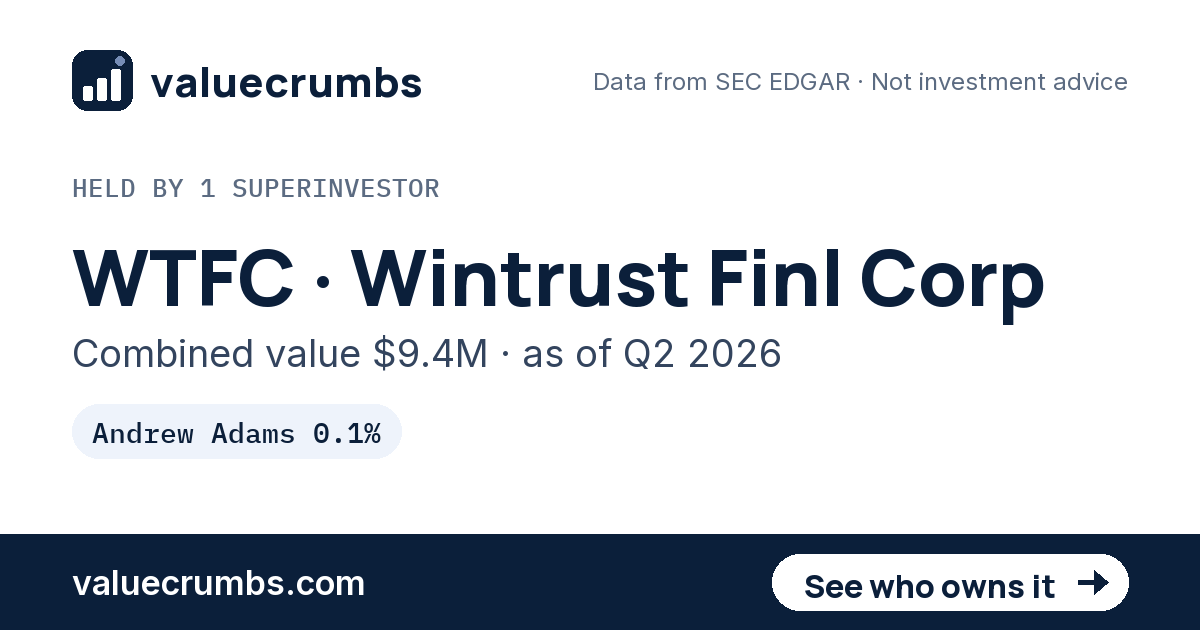 valuecrumbs
Data from SEC EDGAR · Not investment advice
HELD BY 1 SUPERINVESTOR
WTFC · Wintrust Finl Corp
Combined value $9.4M · as of Q2 2026
Andrew Adams 0.1%
valuecrumbs.com
See who owns it →